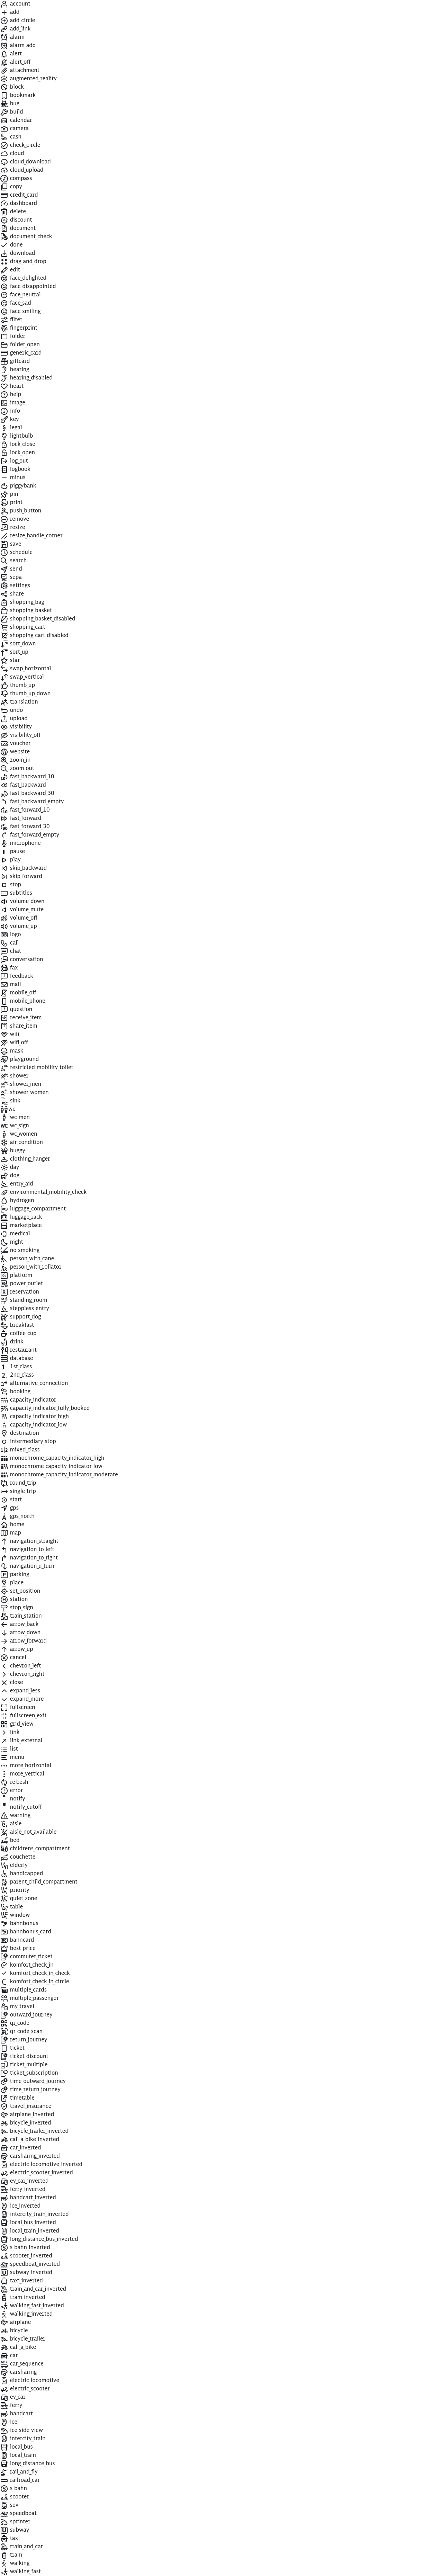 account
add
add_circle
add_link
alarm
alarm_add
alert
alert_off
attachment
augmented_reality
block
bookmark
bug
build
calendar
camera
cash
check_circle
cloud
cloud_download
cloud_upload
compass
copy
credit_card
dashboard
delete
discount
document
document_check
done
download
drag_and_drop
edit
face_delighted
face_disappointed
face_neutral
face_sad
face_smiling
filter
fingerprint
folder
folder_open
generic_card
giftcard
hearing
hearing_disabled
heart
help
image
info
key
legal
lightbulb
lock_close
lock_open
log_out
logbook
minus
piggybank
pin
print
push_button
remove
resize
resize_handle_corner
save
schedule
search
send
sepa
settings
share
shopping_bag
shopping_basket
shopping_basket_disabled
shopping_cart
shopping_cart_disabled
sort_down
sort_up
star
swap_horizontal
swap_vertical
thumb_up
thumb_up_down
translation
undo
upload
visibility
visibility_off
voucher
website
zoom_in
zoom_out
fast_backward_10
fast_backward
fast_backward_30
fast_backward_empty
fast_forward_10
fast_forward
fast_forward_30
fast_forward_empty
microphone
pause
play
skip_backward
skip_forward
stop
subtitles
volume_down
volume_mute
volume_off
volume_up
logo
call
chat
conversation
fax
feedback
mail
mobile_off
mobile_phone
question
receive_item
share_item
wifi
wifi_off
mask
playground
restricted_mobility_toilet
shower
shower_men
shower_women
sink
wc
wc_men
WC wc_sign
wc_women
air_condition
buggy
clothing_hanger
day
dog
entry_aid
environmental_mobility_check
hydrogen
luggage_compartment
luggage_rack
marketplace
medical
night
no_smoking
person_with_cane
person_with_rollator
platform
power_outlet
reservation
standing_room
steppless_entry
support_dog
breakfast
coffee_cup
drink
restaurant
database
1st_class
2nd_class
alternative_connection
booking
capacity_indicator
capacity_indicator_fully_booked
capacity_indicator_high
capacity_indicator_low
destination
intermediary_stop
mixed_class
monochrome_capacity_indicator_high
monochrome_capacity_indicator_low
monochrome_capacity_indicator_moderate
round_trip
single_trip
start
gps
gps_north
home
map
navigation_straight
navigation_to_left
navigation_to_right
navigation_u_turn
parking
place
set_position
station
stop_sign
train_station
arrow_back
arrow_down
arrow_forward
arrow_up
cancel
chevron_left
chevron_right
close
expand_less
expand_more
fullscreen
fullscreen_exit
grid_view
link
link_external
list
menu
more_horizontal
more_vertical
refresh
error
notify
notify_cutoff
warning
aisle
aisle_not_available
bed
childrens_compartment
couchette
elderly
handicapped
parent_child_compartment
priority
quiet_zone
table
window
bahnbonus
bahnbonus_card
bahncard
best_price
commuter_ticket
komfort_check_in
komfort_check_in_check
komfort_check_in_circle
multiple_cards
multiple_passenger
my_travel
outward_journey
qr_code
qr_code_scan
return_journey
ticket
ticket_discount
ticket_multiple
ticket_subscription
time_outward_journey
time_return_journey
timetable
travel_insurance
airplane_inverted
bicycle_inverted
bicycle_trailer_inverted
call_a_bike_inverted
car_inverted
carsharing_inverted
electric_locomotive_inverted
electric_scooter_inverted
ev_car_inverted
ferry_inverted
handcart_inverted
ice_inverted
intercity_train_inverted
local_bus_inverted
local_train_inverted
long_distance_bus_inverted
s_bahn_inverted
scooter_inverted
speedboat_inverted
subway_inverted
taxi_inverted
train_and_car_inverted
tram_inverted
walking_fast_inverted
walking_inverted
airplane
bicycle
bicycle_trailer
call_a_bike
car
car_sequence
carsharing
electric_locomotive
electric_scooter
ev_car
ferry
handcart
ice
ice_side_view
intercity_train
local_bus
local_train
long_distance_bus
rail_and_fly
railroad_car
s_bahn
scooter
sev
speedboat
sprinter
subway
taxi
train_and_car
tram
walking
walking_fast